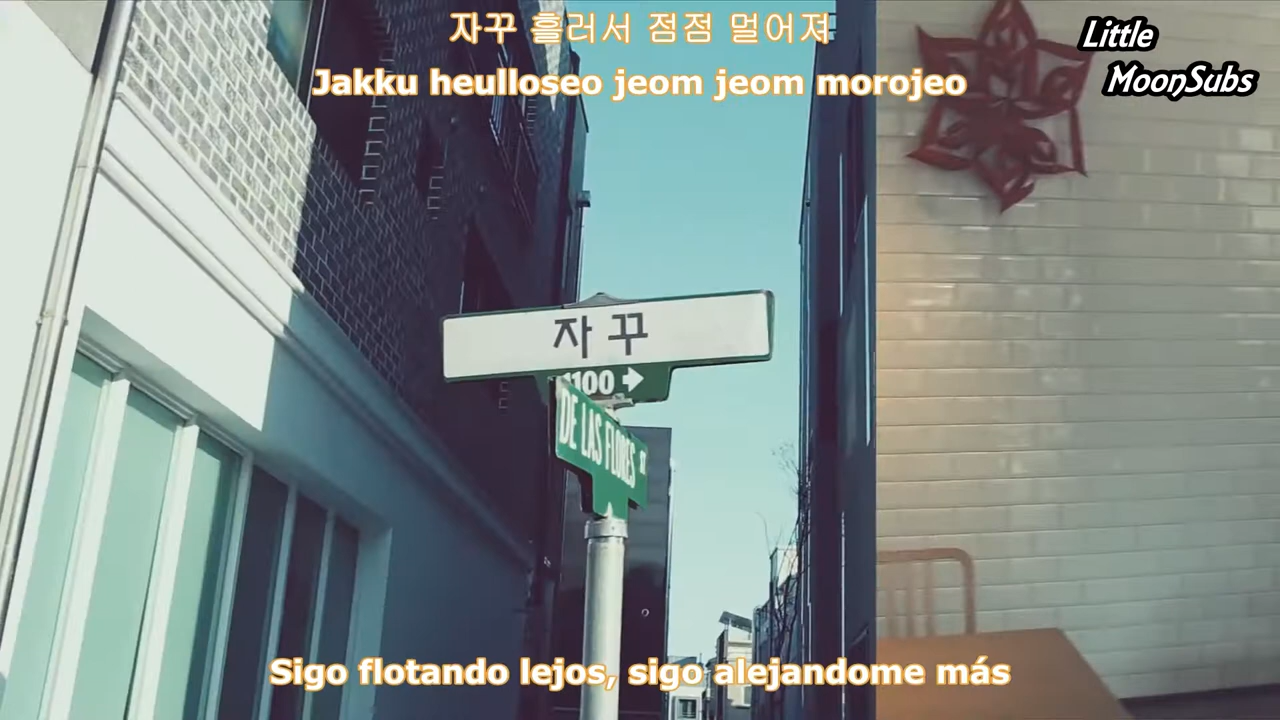 자꾸 흘러서 점점 멀어져
Jakku heulloseo jeom jeom morojeo
Little
MoonSubs
자꾸
1100
DE LAS FLORES ST
Sigo flotando lejos, sigo alejandome más